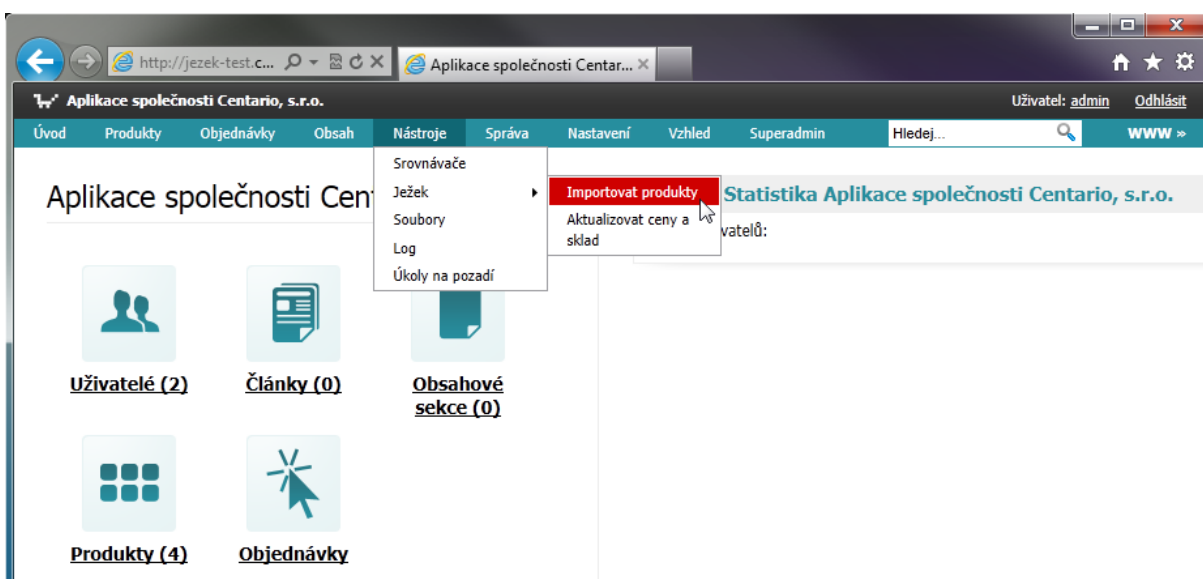 http://jezek-test.c...
Aplikace společnosti Centar...
Aplikace společnosti Centario, s.r.o.
Uživatel: admin Odhlásit
Úvod Produkty Objednávky Obsah Nástroje Správa Nastavení Vzhled Superadmin Hledej... WWW »
Srovnávače
Ježek
Soubory
Log
Úkoly na pozadí
Importovat produkty
Aktualizovat ceny a
sklad
Aplikace společnosti Cen
Statistika Aplikace společnosti Centario, s.r.o.
vatelů:
Uživatelé (2)
Články (0)
Obsahové
sekce (0)
Produkty (4)
Objednávky